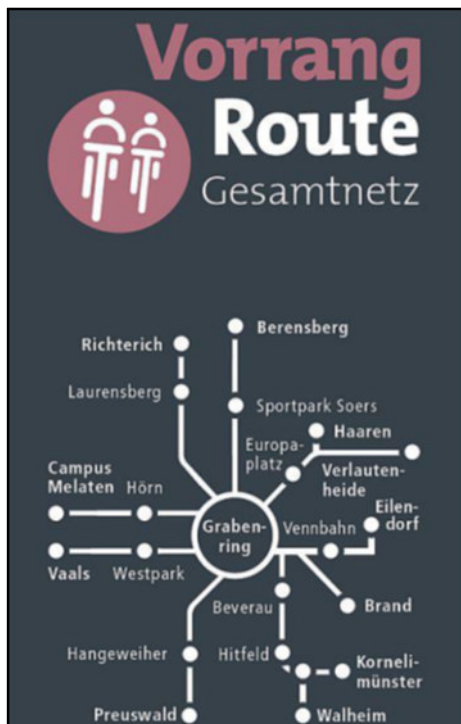 Vorrang
Route
Gesamtnetz
Berensberg
Richterich
Laurensberg
Sportpark Soers
Europa-
platz
Haaren
Verlauten-
heide
Campus
Melaten
Hörn
Eilen-
dorf
Graben-
ring
Vennbahn
Vaals
Westpark
Beverau
Brand
Hangeweiher
Hitfeld
Korneli-
münster
Preuswald
Walheim